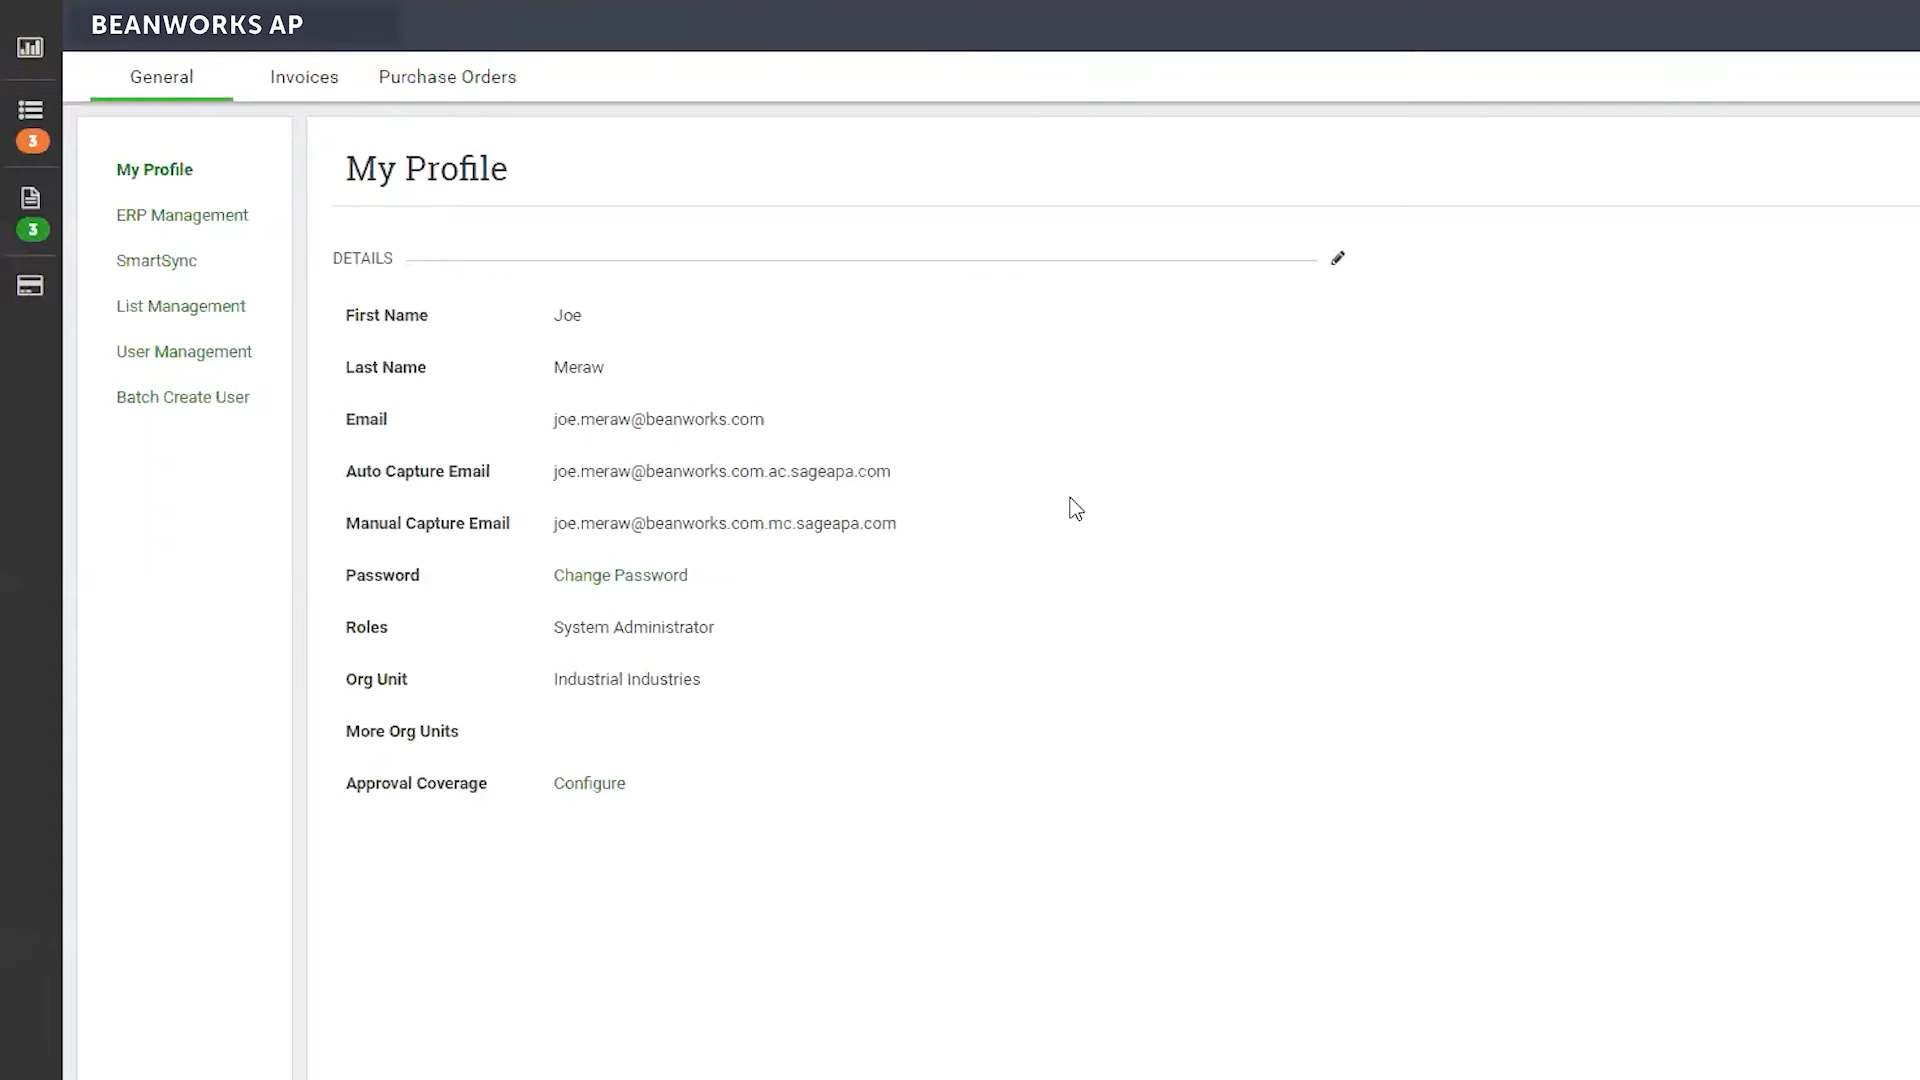 BEANWORKS AP
General
Invoices
Purchase Orders
3
3
My Profile
ERP Management
SmartSync
List Management
User Management
Batch Create User
My Profile
DETAILS
First Name Joe
Last Name Meraw
Email joe.meraw@beanworks.com
Auto Capture Email joe.meraw@beanworks.com.ac.sageapa.com
Manual Capture Email joe.meraw@beanworks.com.mc.sageapa.com
Password Change Password
Roles System Administrator
Org Unit Industrial Industries
More Org Units
Approval Coverage Configure